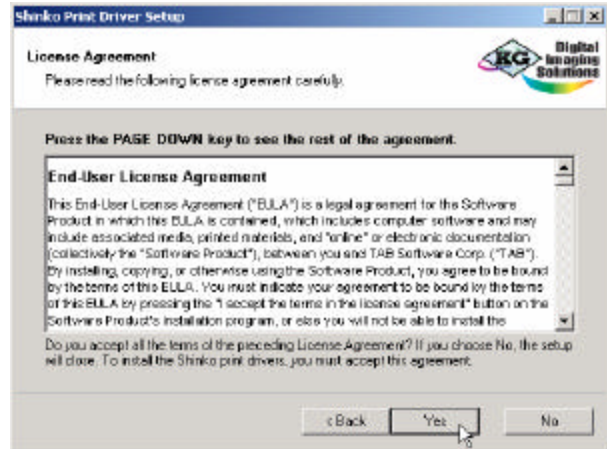 Shinko Print Driver Setup
License Agreement
Please read the following license agreement carefully.
KG
Digital
Imaging
Solutions
Press the PAGE DOWN key to see the rest of the agreement.
End-User License Agreement
This End-User License Agreement ("EULA") is a legal agreement for the Software
Product in which this EULA is contained, which includes computer software and may
include associated media, printed materials, and "online" or electronic documentation
(collectively the "Software Product"), between you and TAB Software Corp. ("TAB").
By installing, copying, or otherwise using the Software Product, you agree to be bound
by the terms of this EULA. You must indicate your agreement to be bound by the terms
of this EULA by pressing the "I accept the terms in the license agreement" button on the
Software Product's installation program, or else you will not be able to install the
Do you accept all the terms of the preceding License Agreement? If you choose No, the setup
will close. To install the Shinko print drivers, you must accept this agreement.
< Back
Yes
No